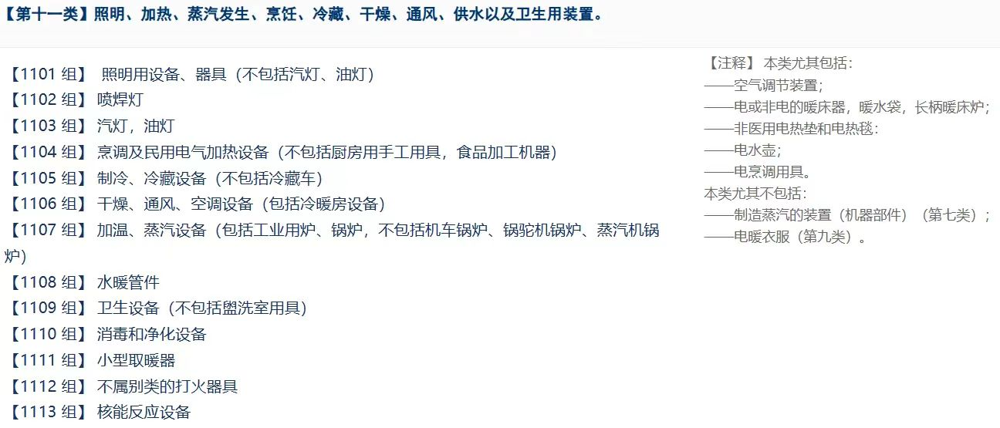 【第十一类】照明、加热、蒸汽发生、烹饪、冷藏、干燥、通风、供水以及卫生用装置。
【1101 组】 照明用设备、器具（不包括汽灯、油灯）
【1102 组】 喷焊灯
【1103 组】 汽灯，油灯
【1104 组】 烹调及民用电气加热设备（不包括厨房用手工用具，食品加工机器）
【1105 组】 制冷、冷藏设备（不包括冷藏车）
【1106 组】 干燥、通风、空调设备（包括冷暖房设备）
【1107 组】 加温、蒸汽设备（包括工业用炉、锅炉，不包括机车锅炉、锅驼机锅炉、蒸汽机锅
炉）
【1108 组】 水暖管件
【1109 组】 卫生设备（不包括盥洗室用具）
【1110 组】 消毒和净化设备
【1111 组】 小型取暖器
【1112 组】 不属别类的打火器具
【1113 组】 核能反应设备
【注释】 本类尤其包括：
——空气调节装置；
——电或非电的暖床器，暖水袋，长柄暖床炉；
——非医用电热垫和电热毯：
——电水壶；
——电烹调用具。
本类尤其不包括：
——制造蒸汽的装置（机器部件）（第七类）；
——电暖衣服（第九类）。